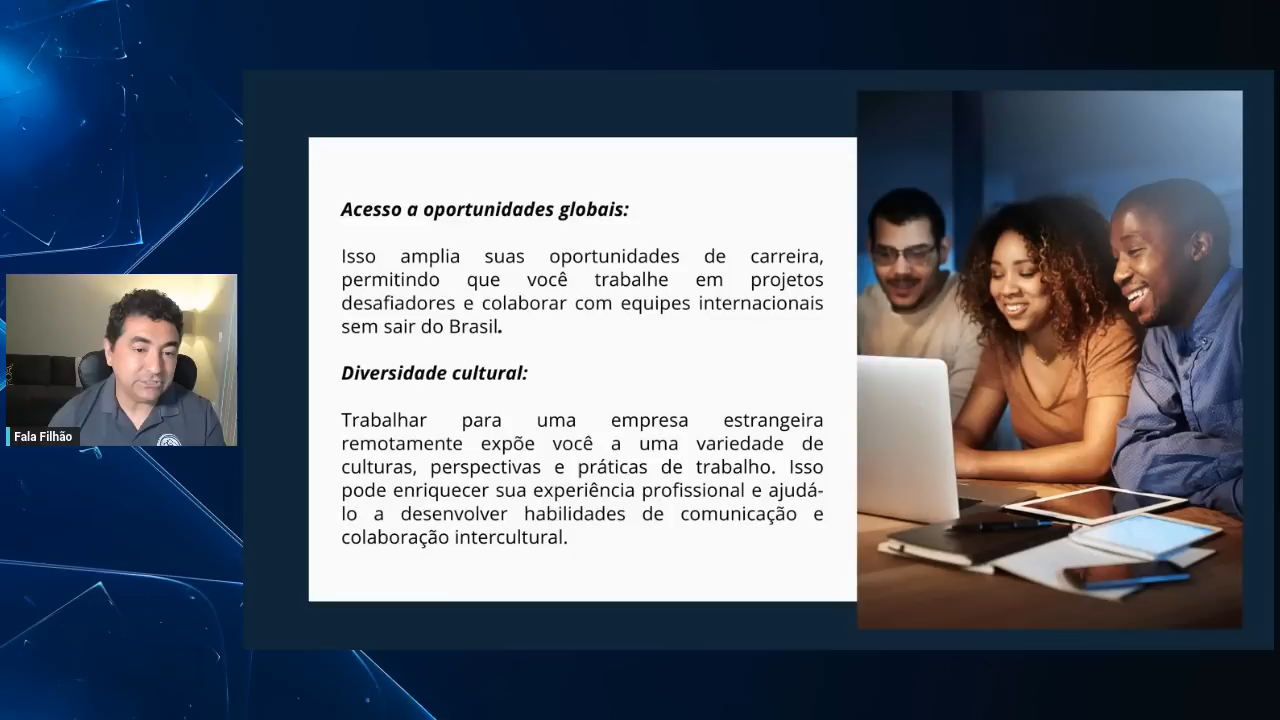 Acesso a oportunidades globais:
Isso amplia suas oportunidades de carreira,
permitindo que você trabalhe em projetos
desafiadores e colaborar com equipes internacionais
sem sair do Brasil.
Diversidade cultural:
Trabalhar para uma empresa estrangeira
remotamente expõe você a uma variedade de
culturas, perspectivas e práticas de trabalho. Isso
pode enriquecer sua experiência profissional e ajudá-
lo a desenvolver habilidades de comunicação e
colaboração intercultural.
Fala Filhão